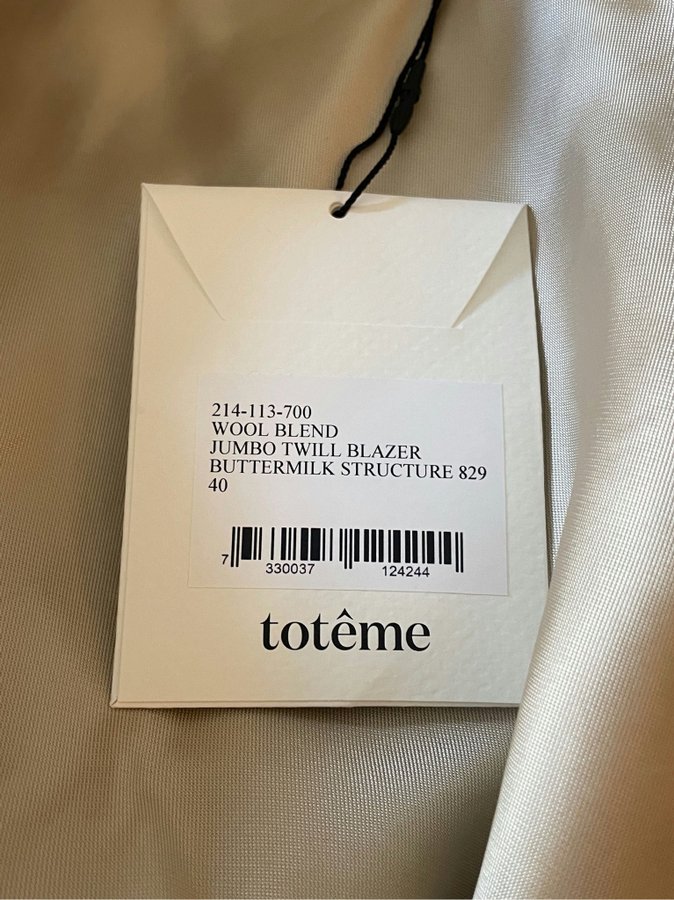 214-113-700
WOOL BLEND
JUMBO TWILL BLAZER
BUTTERMILK STRUCTURE 829
40
7 330037 124244
totême